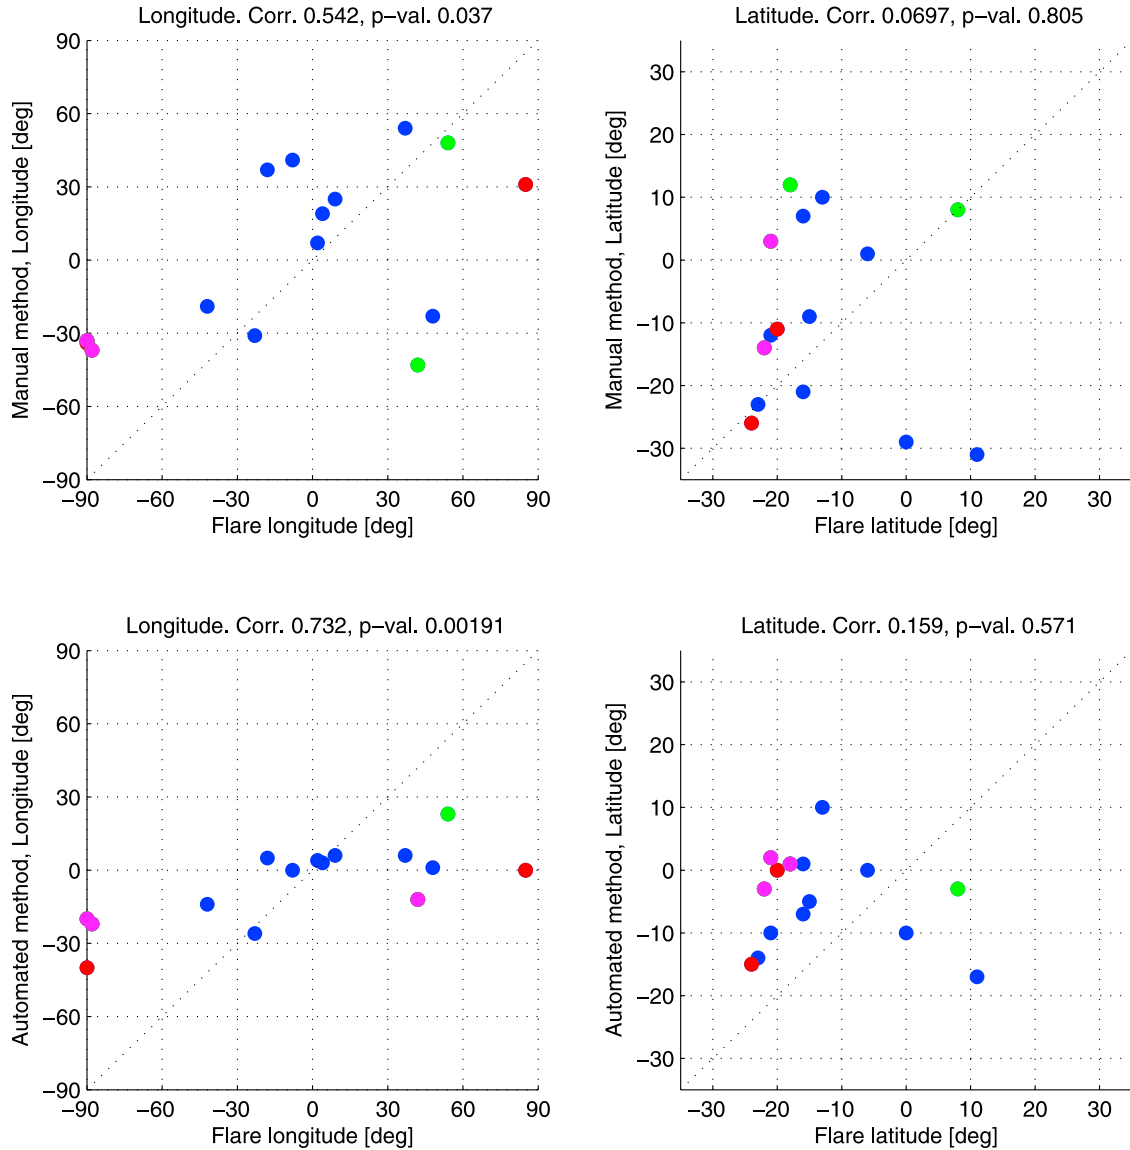 Longitude. Corr. 0.542, p−val. 0.037
90
60
30
0
−30
−60
−90
Manual method, Longitude [deg]
−90 −60 −30 0 30 60 90
Flare longitude [deg]
Latitude. Corr. 0.0697, p−val. 0.805
30
20
10
0
−10
−20
−30
Manual method, Latitude [deg]
−30 −20 −10 0 10 20 30
Flare latitude [deg]
Longitude. Corr. 0.732, p−val. 0.00191
90
60
30
0
−30
−60
−90
Automated method, Longitude [deg]
−90 −60 −30 0 30 60 90
Flare longitude [deg]
Latitude. Corr. 0.159, p−val. 0.571
30
20
10
0
−10
−20
−30
Automated method, Latitude [deg]
−30 −20 −10 0 10 20 30
Flare latitude [deg]